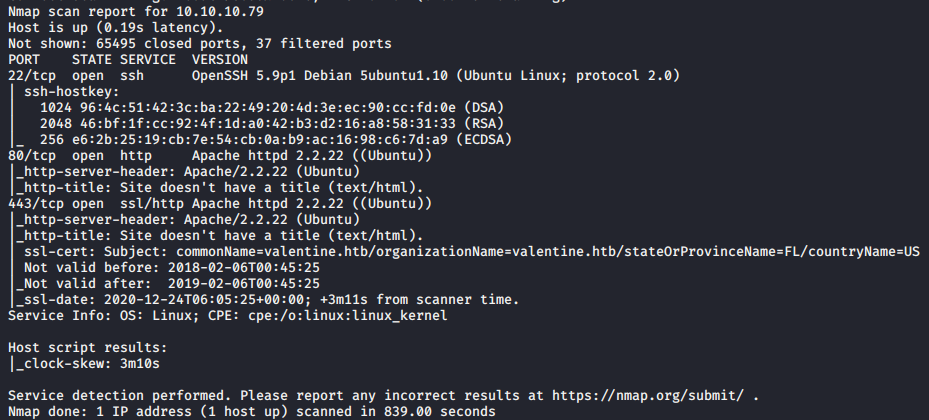 Nmap scan report for 10.10.10.79
Host is up (0.19s latency).
Not shown: 65495 closed ports, 37 filtered ports
PORT    STATE SERVICE  VERSION
22/tcp  open  ssh      OpenSSH 5.9p1 Debian 5ubuntu1.10 (Ubuntu Linux; protocol 2.0)
| ssh-hostkey:
|   1024 96:4c:51:42:3c:ba:22:49:20:4d:3e:ec:90:cc:fd:0e (DSA)
|   2048 46:bf:1f:cc:92:4f:1d:a0:42:b3:d2:16:a8:58:31:33 (RSA)
|_  256 e6:2b:25:19:cb:7e:54:cb:0a:b9:ac:16:98:c6:7d:a9 (ECDSA)
80/tcp  open  http     Apache httpd 2.2.22 ((Ubuntu))
|_http-server-header: Apache/2.2.22 (Ubuntu)
|_http-title: Site doesn't have a title (text/html).
443/tcp open  ssl/http Apache httpd 2.2.22 ((Ubuntu))
|_http-server-header: Apache/2.2.22 (Ubuntu)
|_http-title: Site doesn't have a title (text/html).
| ssl-cert: Subject: commonName=valentine.htb/organizationName=valentine.htb/stateOrProvinceName=FL/countryName=US
| Not valid before: 2018-02-06T00:45:25
|_Not valid after:  2019-02-06T00:45:25
|_ssl-date: 2020-12-24T06:05:25+00:00; +3m11s from scanner time.
Service Info: OS: Linux; CPE: cpe:/o:linux:linux_kernel
Host script results:
|_clock-skew: 3m10s
Service detection performed. Please report any incorrect results at https://nmap.org/submit/ .
Nmap done: 1 IP address (1 host up) scanned in 839.00 seconds